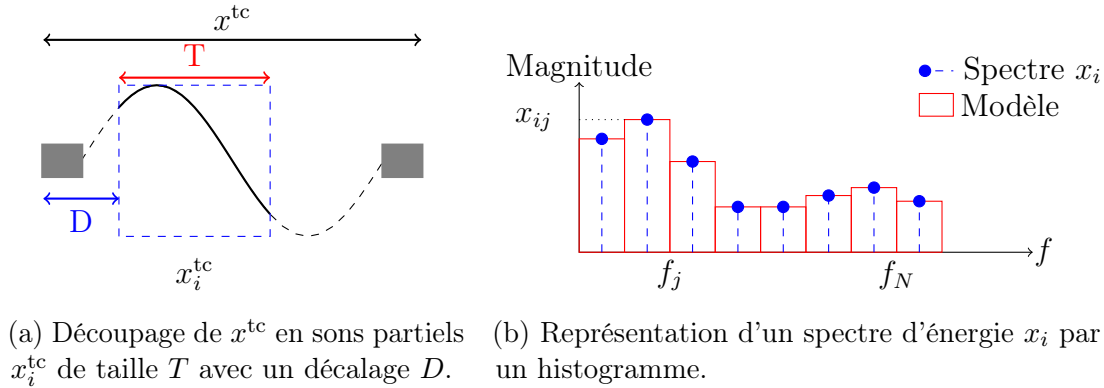 x^tc
T
D
x_i^tc
Magnitude
x_ij
Spectre x_i
Modèle
f
f_j
f_N
(a) Découpage de x^tc en sons partiels
x_i^tc de taille T avec un décalage D.
(b) Représentation d'un spectre d'énergie x_i par
un histogramme.